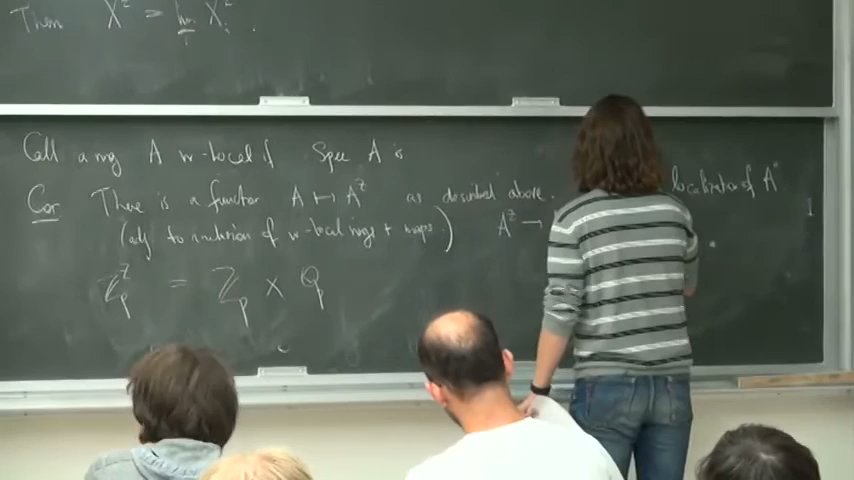 Then X^Z = lim_i X_i^Z.
Call a ring A w-local if Spec A is
Cor There is a functor A ↦ A^Z as described above.
(adj to inclusion of w-local rings + maps) A^Z → localization of A"
Z_p^Z = Z_p × Q_p